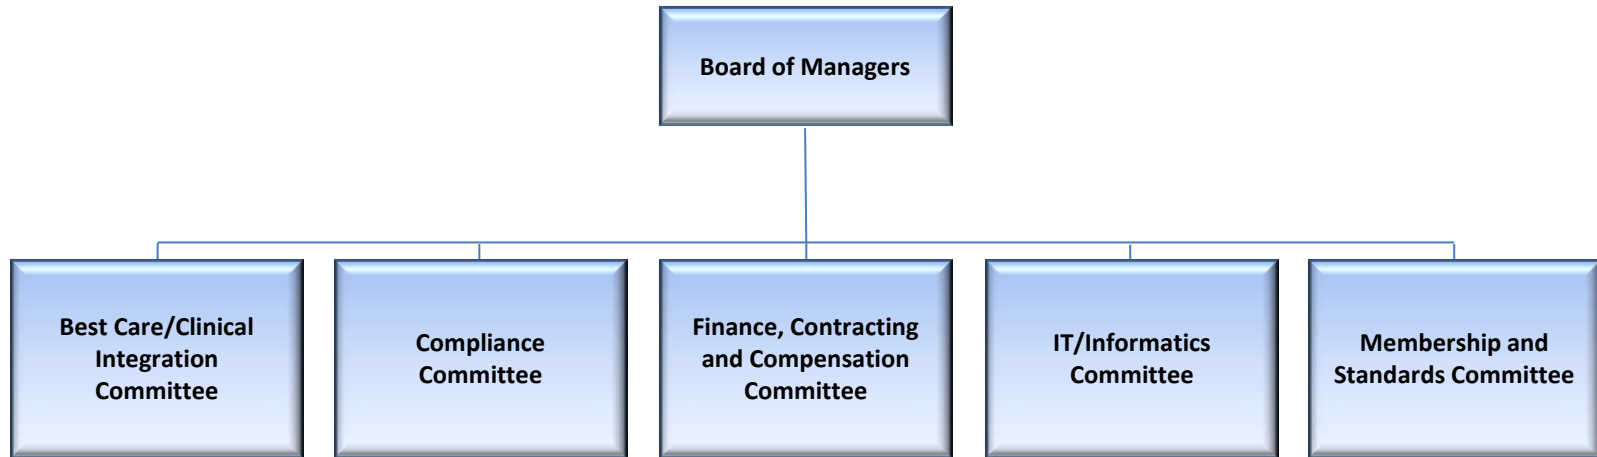 Board of Managers
Best Care/Clinical
Integration
Committee
Compliance
Committee
Finance, Contracting
and Compensation
Committee
IT/Informatics
Committee
Membership and
Standards Committee